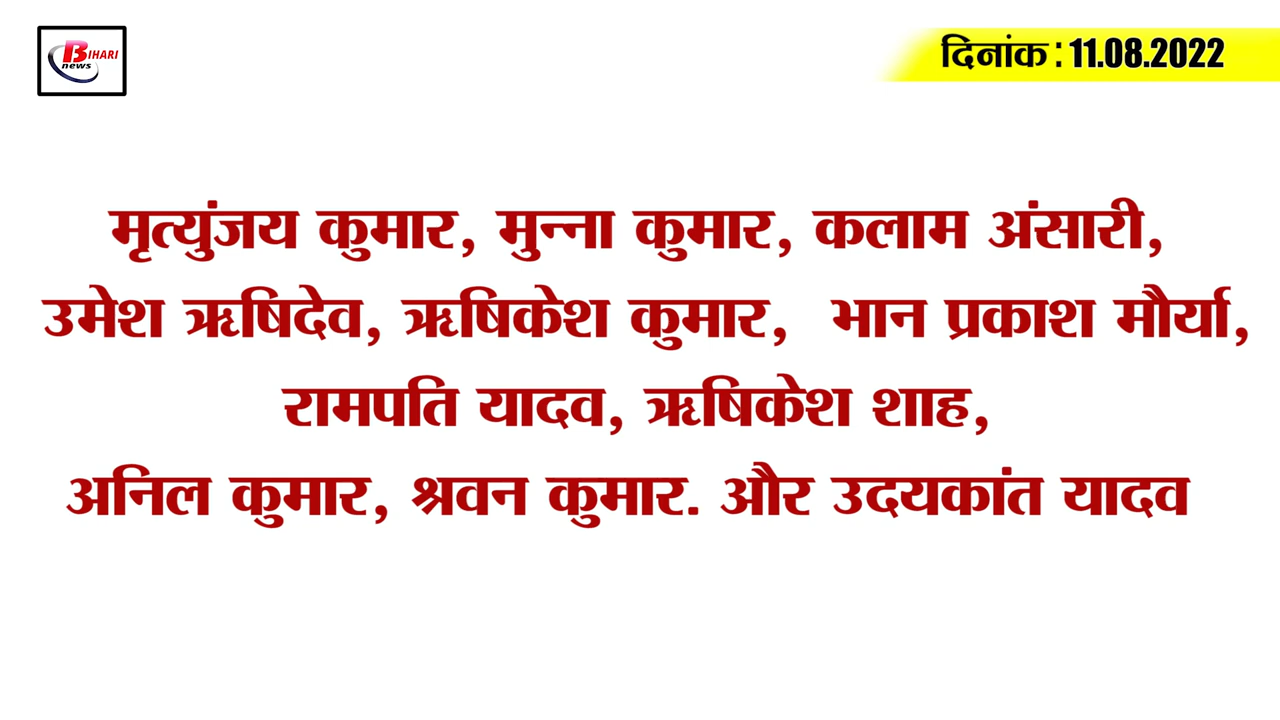 BIHARI
news
दिनांक : 11.08.2022
मृत्युंजय कुमार, मुन्ना कुमार, कलाम अंसारी,
उमेश ऋषिदेव, ऋषिकेश कुमार, भान प्रकाश मौर्या,
रामपति यादव, ऋषिकेश शाह,
अनिल कुमार, श्रवन कुमार. और उदयकांत यादव